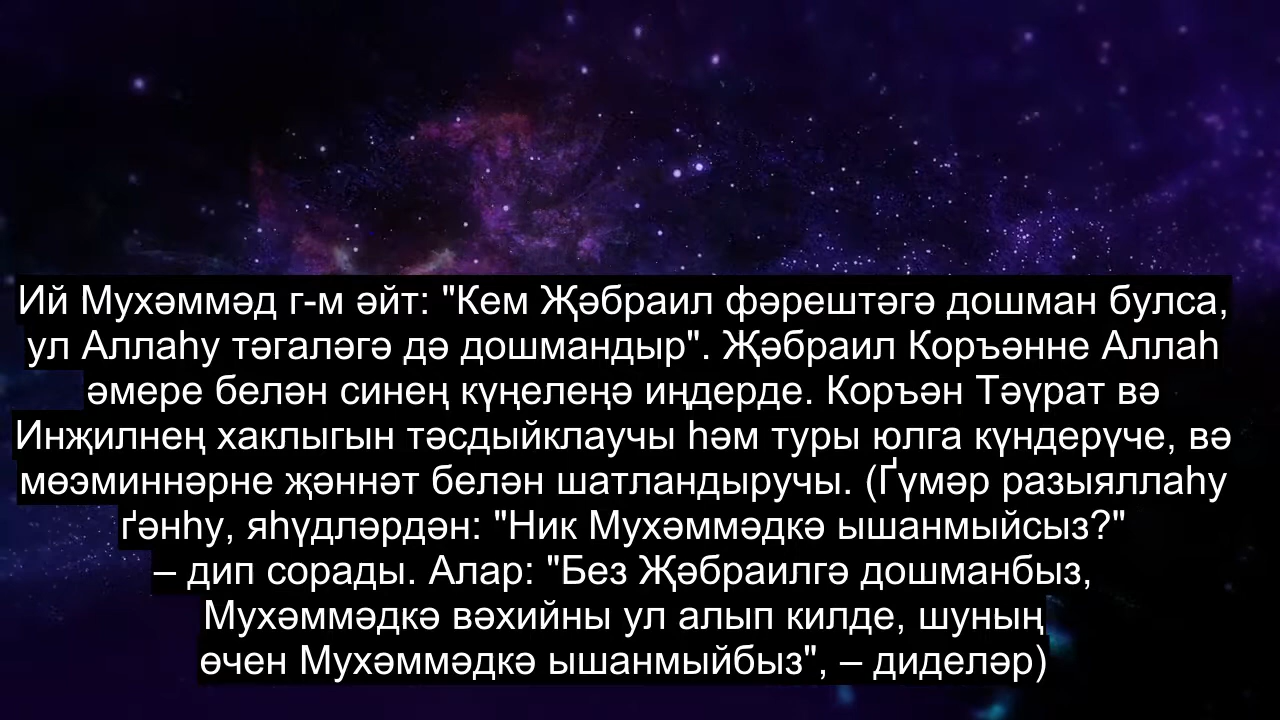 Ий Мухәммәд г-м әйт: "Кем Җәбраил фәрештәгә дошман булса,
ул Аллаһу тәгаләгә дә дошмандыр". Җәбраил Коръәнне Аллаһ
әмере белән синең күңелеңә иңдерде. Коръән Тәүрат вә
Инҗилнең хаклыгын тәсдыйклаучы һәм туры юлга күндерүче, вә
мөэминнәрне җәннәт белән шатландыручы. (Ґүмәр разыяллаһу
ґәнһу, яһүдләрдән: "Ник Мухәммәдкә ышанмыйсыз?"
– дип сорады. Алар: "Без Җәбраилгә дошманбыз,
Мухәммәдкә вәхийны ул алып килде, шуның
өчен Мухәммәдкә ышанмыйбыз", – диделәр)